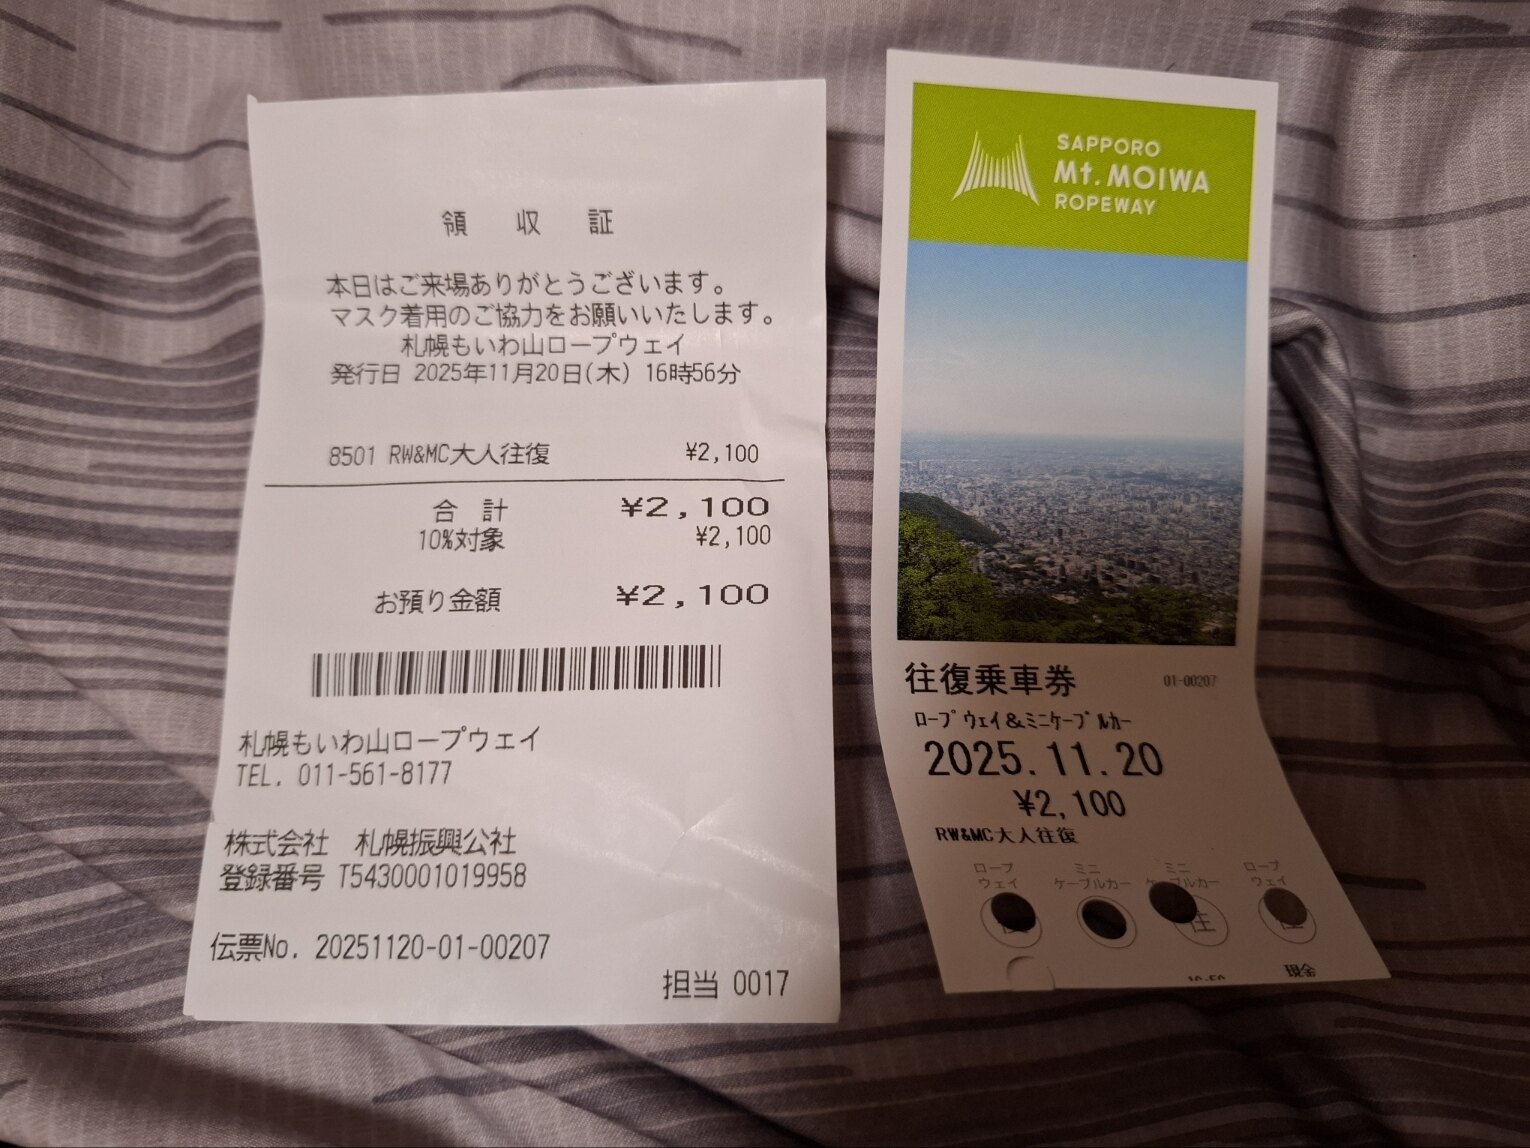 領 収 証
本日はご来場ありがとうございます。
マスク着用のご協力をお願いいたします。
札幌もいわ山ロープウェイ
発行日 2025年11月20日(木) 16時56分
8501 RW&MC大人往復 ¥2,100
合 計 ¥2,100
10%対象 ¥2,100
お預り金額 ¥2,100
札幌もいわ山ロープウェイ
TEL. 011-561-8177
株式会社 札幌振興公社
登録番号 T5430001019958
伝票No. 20251120-01-00207
担当 0017
SAPPORO
Mt. MOIWA
ROPEWAY
往復乗車券 01-00207
ロープウェイ&ミニケーブルカー
2025.11.20
¥2,100
RW&MC大人往復
ロープ ミニ ミニ ロープ
ウェイ ケーブルカー ケーブルカー ウェイ
現金